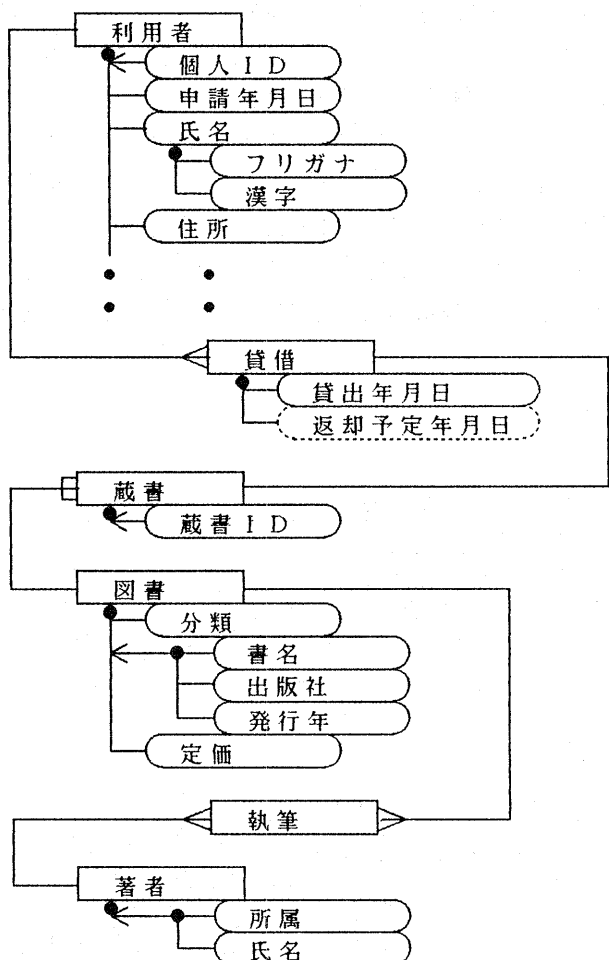 利用者
個人ID
申請年月日
氏名
フリガナ
漢字
住所
貸借
貸出年月日
返却予定年月日
蔵書
蔵書ID
図書
分類
書名
出版社
発行年
定価
執筆
著者
所属
氏名